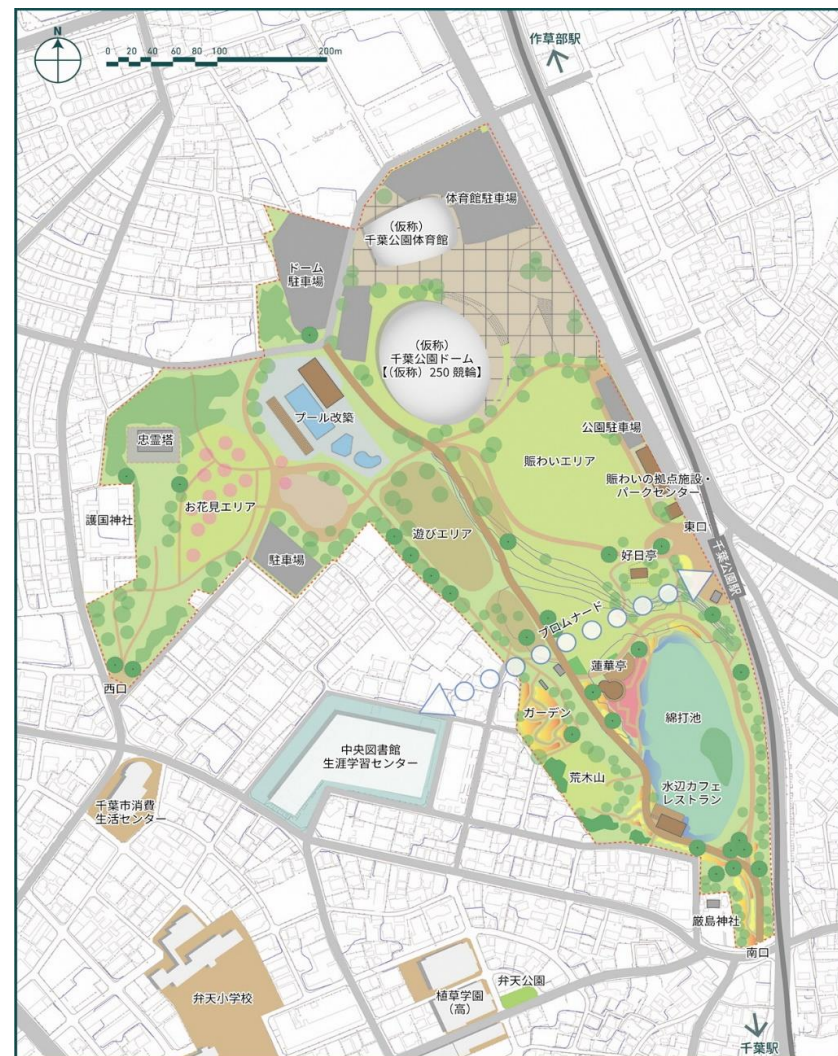 N
0 20 40 60 80 100 200m
作草部駅
体育館駐車場
（仮称）
千葉公園体育館
ドーム
駐車場
（仮称）
千葉公園ドーム
【（仮称）250 競輪】
プール改築
公園駐車場
忠霊塔
賑わいエリア
賑わいの拠点施設・
パークセンター
お花見エリア
護国神社
遊びエリア
東口
駐車場
好日亭
千葉公園駅
プロムナード
蓮華亭
西口
ガーデン
綿打池
中央図書館
生涯学習センター
荒木山
水辺カフェ
レストラン
千葉市消費
生活センター
厳島神社
南口
弁天公園
弁天小学校
植草学園
（高）
千葉駅